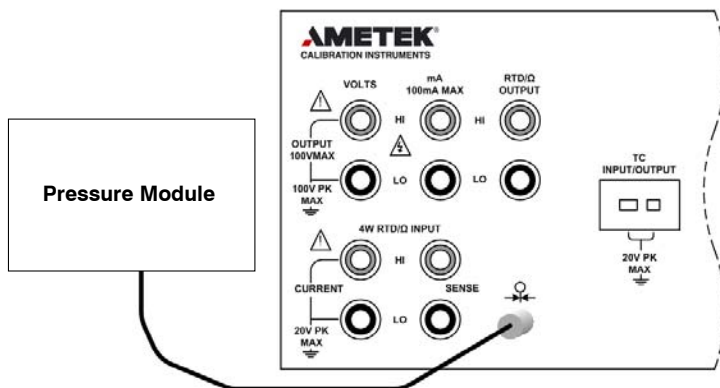 AMETEK®
CALIBRATION INSTRUMENTS
VOLTS
mA
100mA MAX
RTD/Ω
OUTPUT
HI
HI
OUTPUT
100VMAX
LO
LO
100V PK
MAX
TC
INPUT/OUTPUT
20V PK
MAX
Pressure Module
4W RTD/Ω INPUT
HI
CURRENT
SENSE
LO
20V PK
MAX